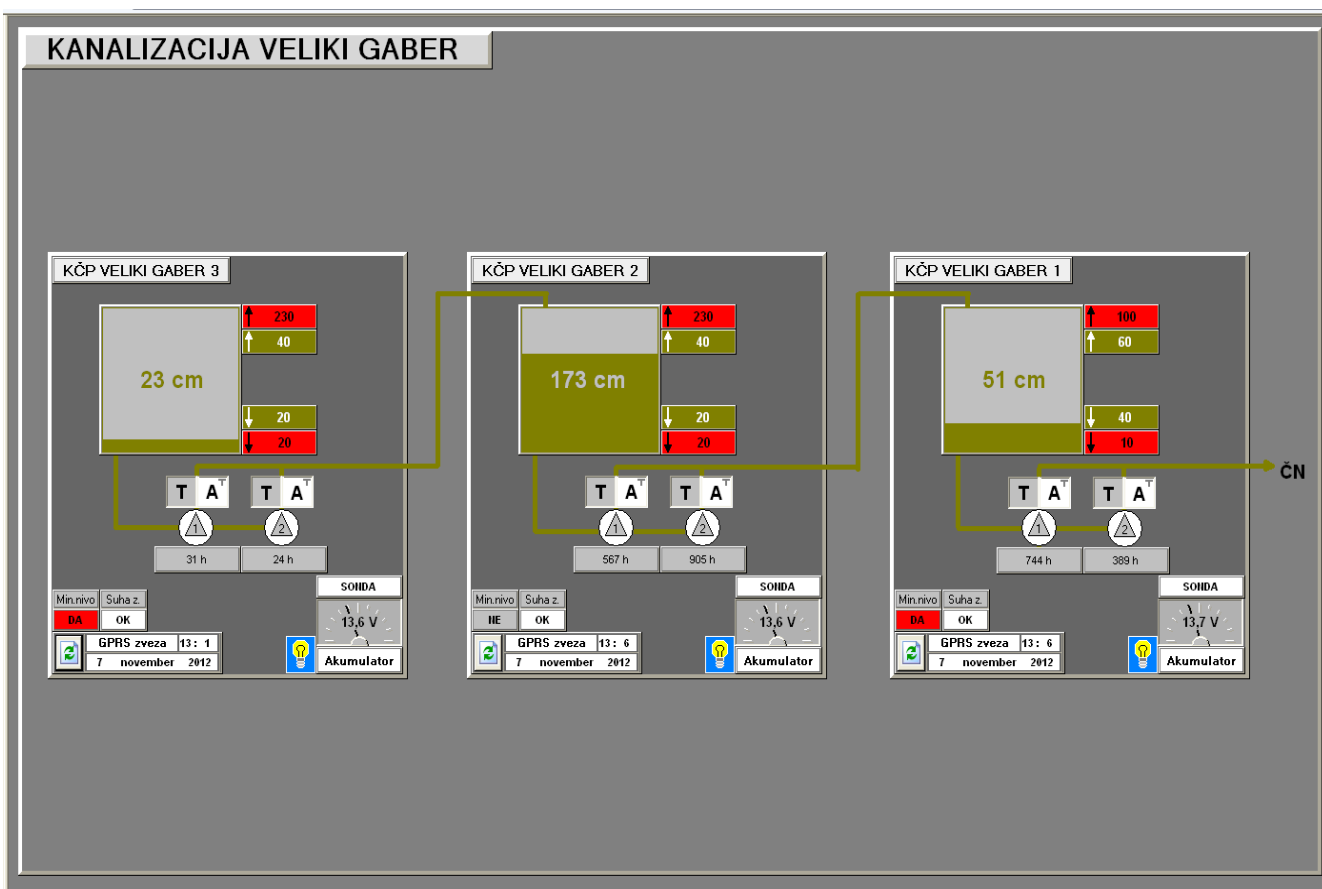 KANALIZACIJA VELIKI GABER
KČP VELIKI GABER 3
230
40
23 cm
20
20
T A T T A T
1 2
31 h 24 h
SONDA
Min.nivo Suha z.
DA OK
13,6 V
GPRS zveza 13: 1
7 november 2012
Akumulator
KČP VELIKI GABER 2
230
40
173 cm
20
20
T A T T A T
1 2
567 h 905 h
SONDA
Min.nivo Suha z.
NE OK
13,6 V
GPRS zveza 13: 6
7 november 2012
Akumulator
KČP VELIKI GABER 1
100
60
51 cm
40
10
ČN
T A T T A T
1 2
744 h 389 h
SONDA
Min.nivo Suha z.
DA OK
13,7 V
GPRS zveza 13: 6
7 november 2012
Akumulator